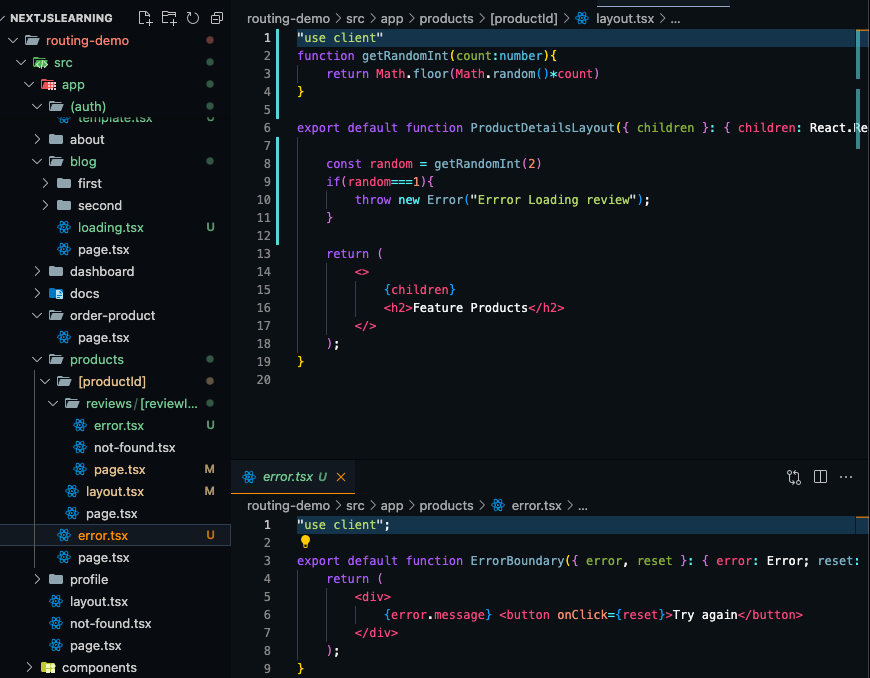 NEXTJSLEARNING
routing-demo
src
app
(auth)
template.tsx U
about
blog
first
second
loading.tsx U
page.tsx
dashboard
docs
order-product
page.tsx
products
[productId]
reviews/[reviewI...
error.tsx U
not-found.tsx
page.tsx M
layout.tsx M
page.tsx
error.tsx U
page.tsx
profile
layout.tsx
not-found.tsx
page.tsx
components
routing-demo > src > app > products > [productId] > layout.tsx > ...
1 "use client"
2 function getRandomInt(count:number){
3 return Math.floor(Math.random()*count)
4 }
5
6 export default function ProductDetailsLayout({ children }: { children: React.Re
7
8 const random = getRandomInt(2)
9 if(random===1){
10 throw new Error("Errror Loading review");
11 }
12
13 return (
14 <>
15 {children}
16 <h2>Feature Products</h2>
17 </>
18 );
19 }
20
error.tsx U
routing-demo > src > app > products > error.tsx > ...
1 "use client";
2
3 export default function ErrorBoundary({ error, reset }: { error: Error; reset:
4 return (
5 <div>
6 {error.message} <button onClick={reset}>Try again</button>
7 </div>
8 );
9 }